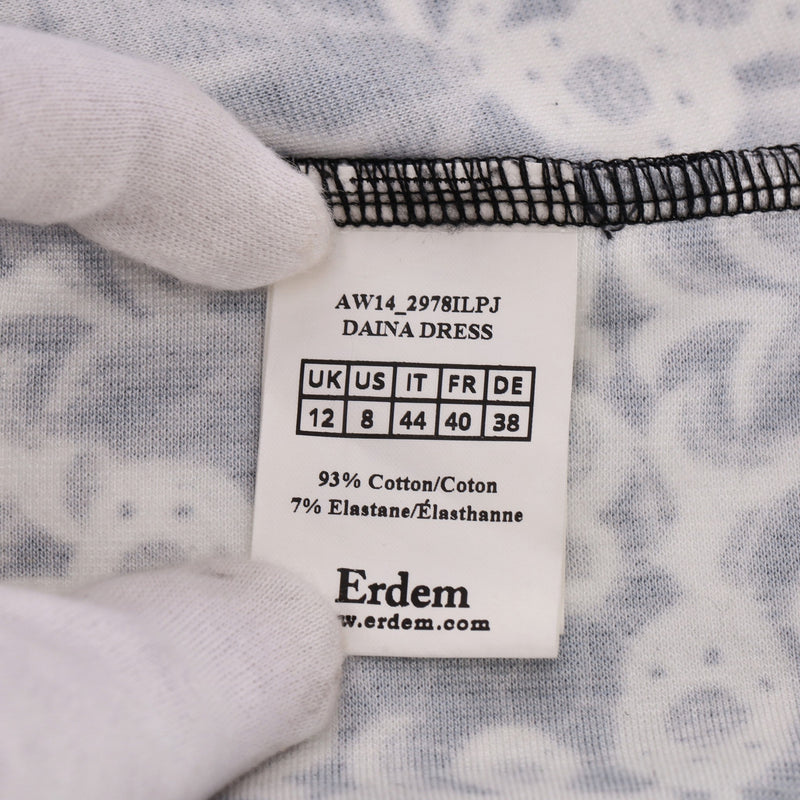 AW14_2978ILPJ
DAINA DRESS
UK US IT FR DE
12 8 44 40 38
93% Cotton/Coton
7% Elastane/Élasthanne
Erdem
w.erdem.com